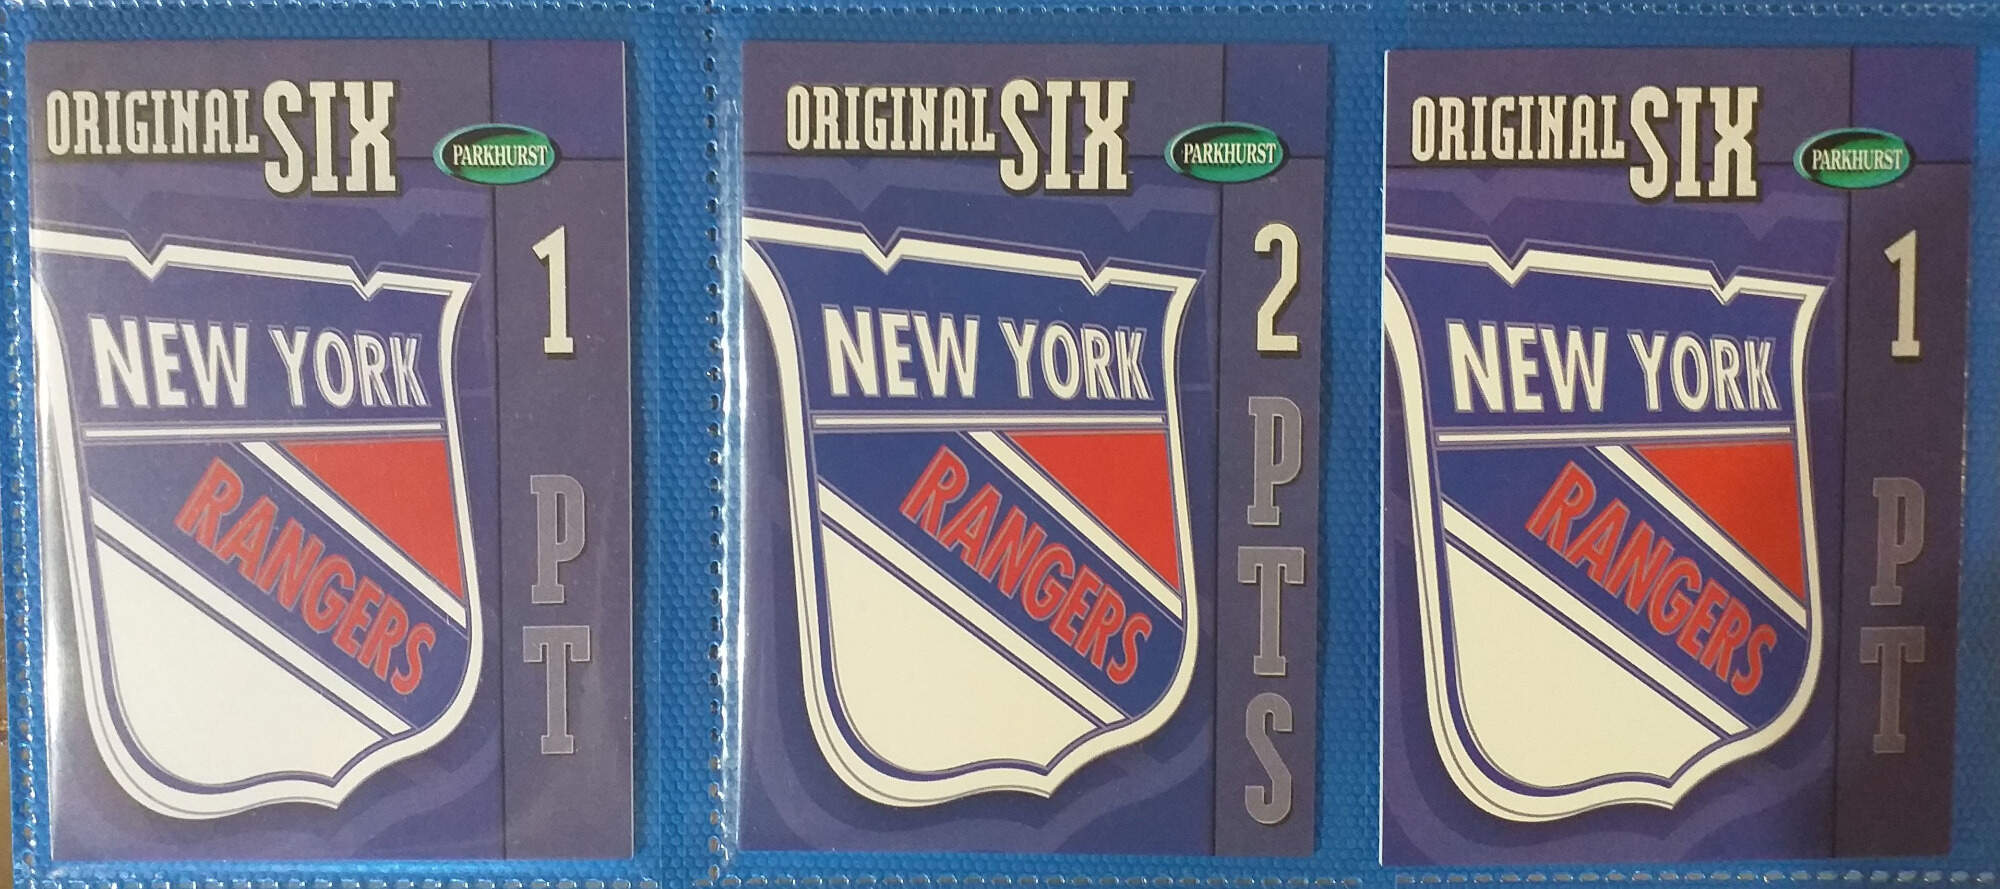 ORIGINAL SIX
PARKHURST
1
PT
NEW YORK
RANGERS
ORIGINAL SIX
PARKHURST
2
PTS
NEW YORK
RANGERS
ORIGINAL SIX
PARKHURST
1
PT
NEW YORK
RANGERS